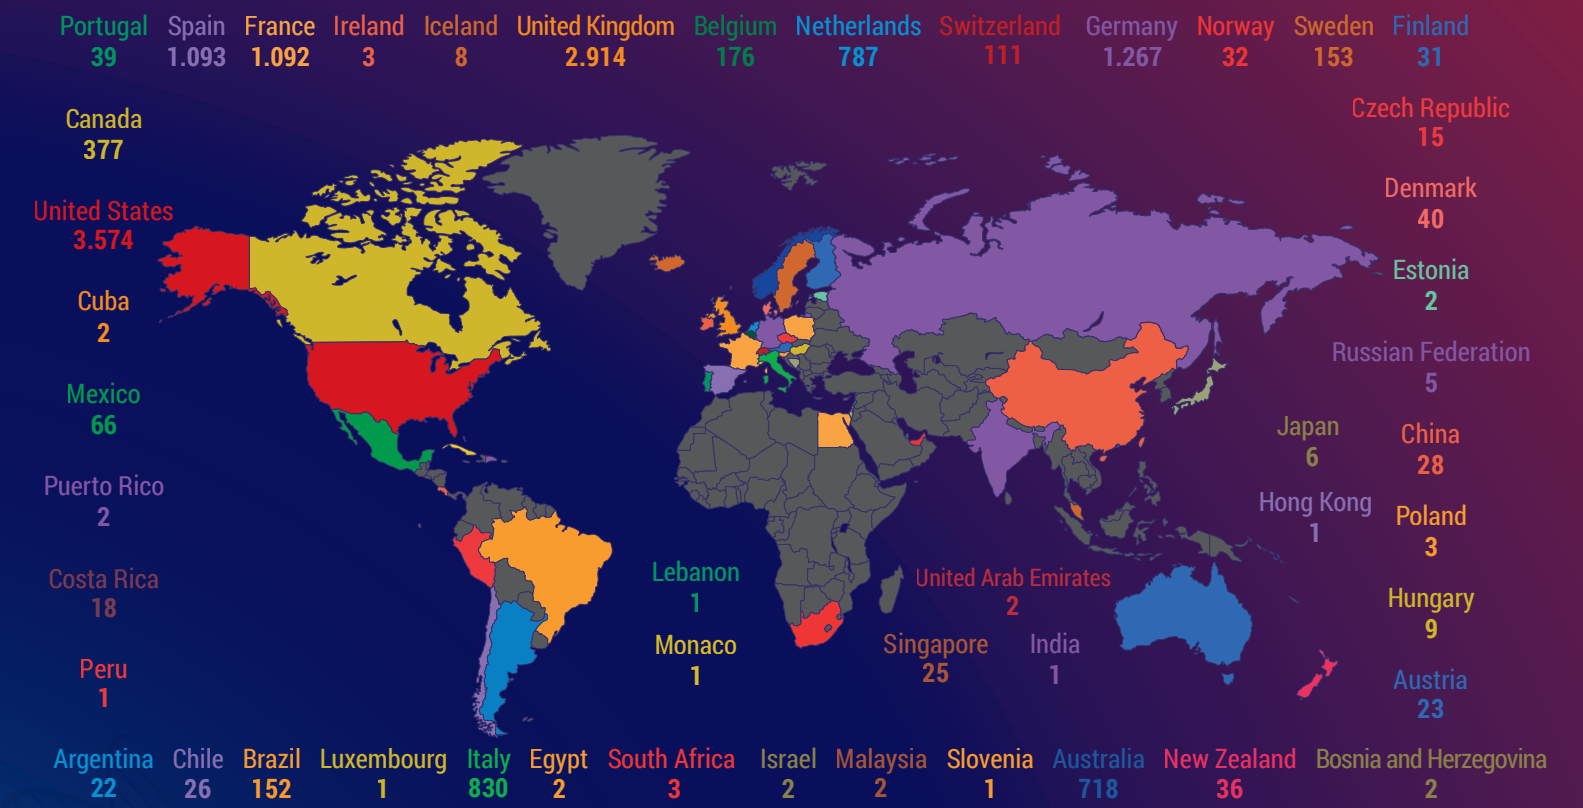 Portugal Spain France Ireland Iceland United Kingdom Belgium Netherlands Switzerland Germany Norway Sweden Finland
39 1.093 1.092 3 8 2.914 176 787 111 1.267 32 153 31
Canada
377
United States
3.574
Cuba
2
Mexico
66
Puerto Rico
2
Costa Rica
18
Peru
1
Czech Republic
15
Denmark
40
Estonia
2
Russian Federation
5
Japan
6
China
28
Hong Kong
1
Poland
3
Hungary
9
Austria
23
Lebanon
1
Monaco
1
United Arab Emirates
2
Singapore
25
India
1
Argentina Chile Brazil Luxembourg Italy Egypt South Africa Israel Malaysia Slovenia Australia New Zealand Bosnia and Herzegovina
22 26 152 1 830 2 3 2 2 1 718 36 2